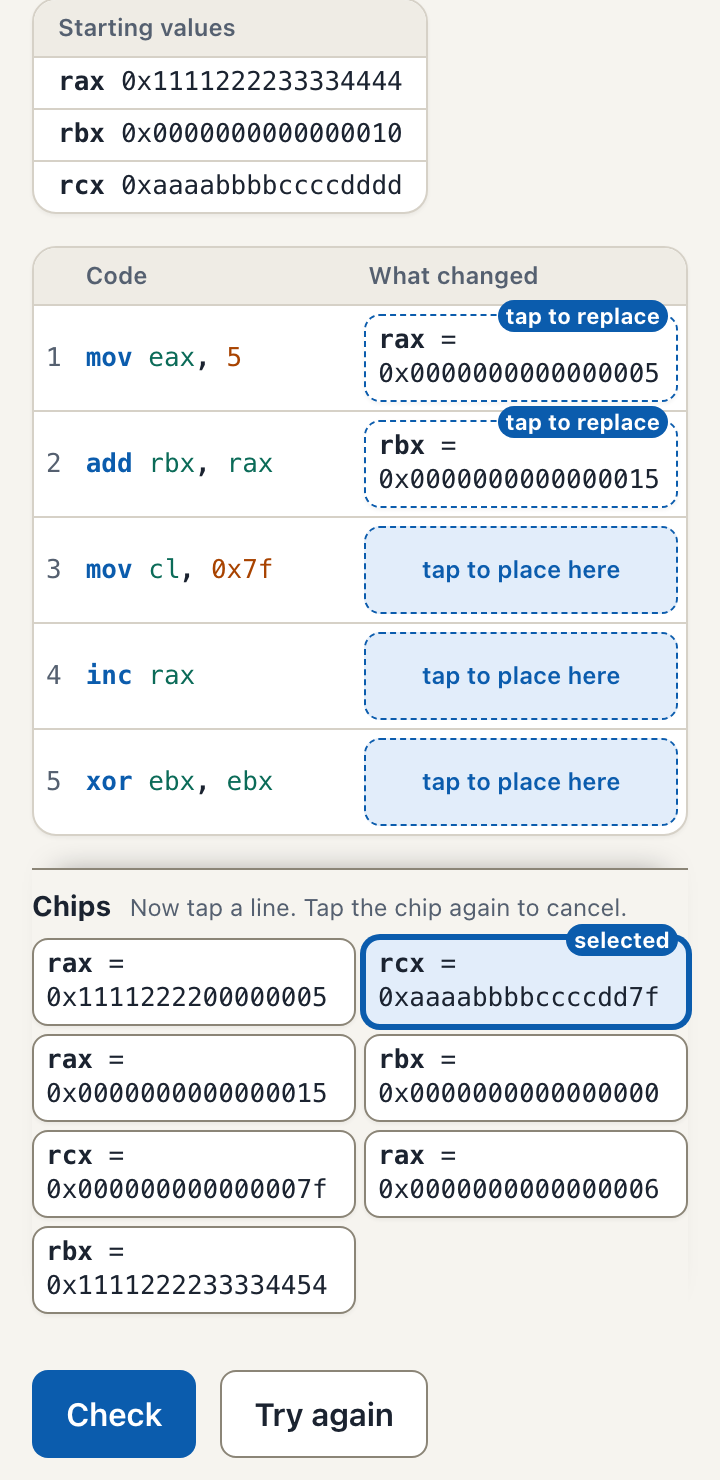 Starting values
rax 0x1111222233334444
rbx 0x0000000000000010
rcx 0xaaaabbbbccccdddd
Code What changed
tap to replace
1 mov eax, 5 rax =
0x0000000000000005
tap to replace
2 add rbx, rax rbx =
0x0000000000000015
3 mov cl, 0x7f tap to place here
4 inc rax tap to place here
5 xor ebx, ebx tap to place here
Chips Now tap a line. Tap the chip again to cancel.
selected
rax = rcx =
0x1111222200000005 0xaaaabbbbccccdd7f
rax = rbx =
0x0000000000000015 0x0000000000000000
rcx = rax =
0x000000000000007f 0x0000000000000006
rbx =
0x1111222233334454
Check Try again